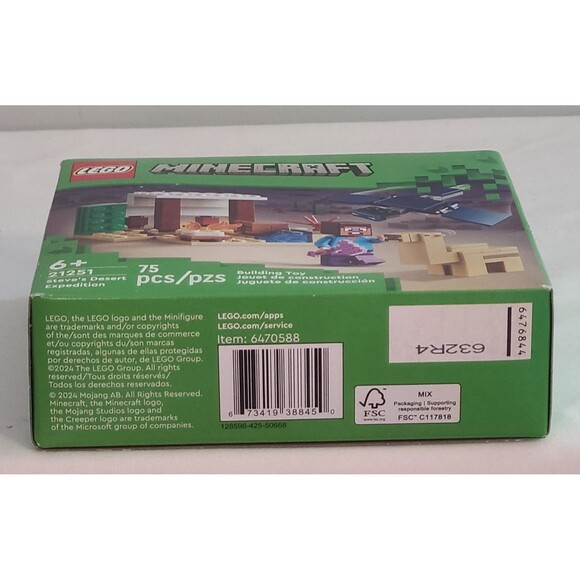 LEGO
MINECRAFT
6+
21251
Steve's Desert
Expedition
75
pcs/pzs
Building Toy
Jouet de construction
Juguete de construcción
LEGO, the LEGO logo and the Minifigure
are trademarks and/or copyrights
of the/sont des marques de commerce
et/ou copyrights du/son marcas
registradas, algunas de ellas protegidas
por derechos de autor, de LEGO Group.
©2024 The LEGO Group. All rights
reserved/Tous droits réservés/
Todos los derechos reservados.
© 2024 Mojang AB. All Rights Reserved.
Minecraft, the Minecraft logo,
the Mojang Studios logo and
the Creeper logo are trademarks
of the Microsoft group of companies.
LEGO.com/apps
LEGO.com/service
Item: 6470588
6 73419 38845 0
128596-425-50668
FSC
www.fsc.org
MIX
Packaging | Supporting
responsible forestry
FSC™ C117818
632R4
6476844